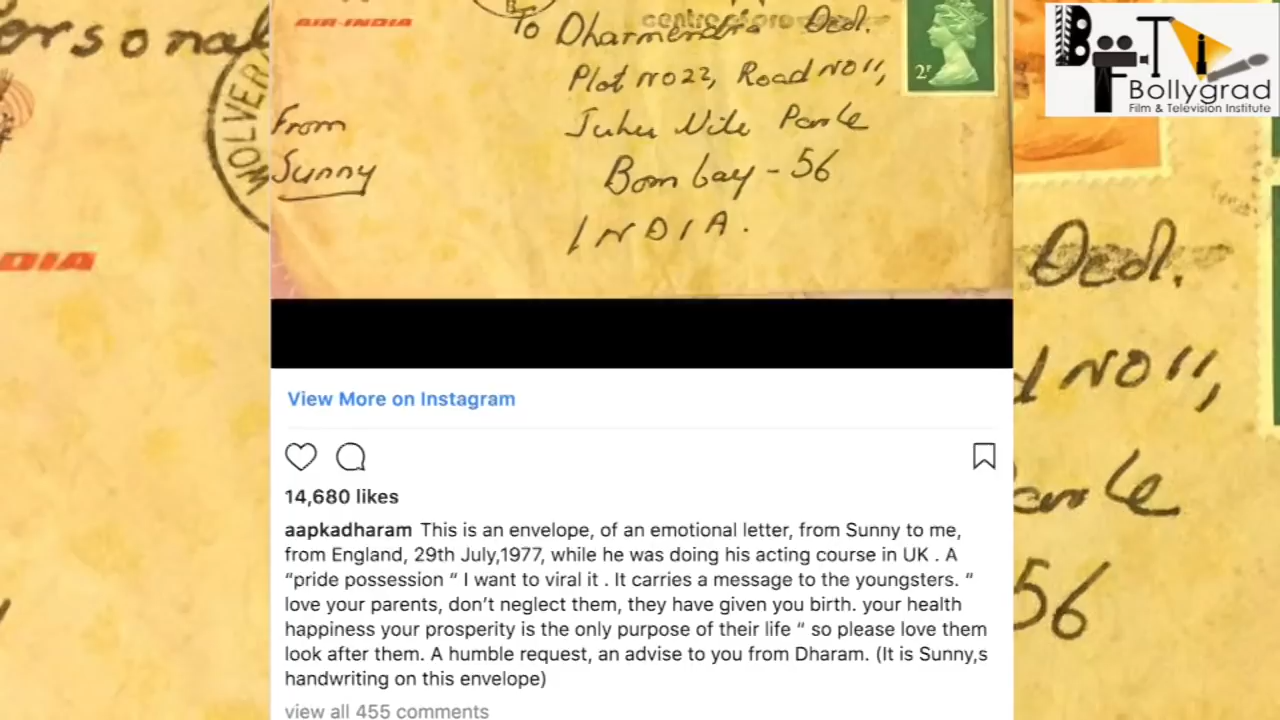 ersonal
WOLVER
DIA
AIR-INDIA
To Dharmendra Deol.
Plot No 22, Road No 11,
Juhu Vile Parle
Bombay - 56
INDIA.
From
Sunny
2P
BFTI
Bollygrad
Film & Television Institute
Deol.
d No 11,
arle
56
View More on Instagram
14,680 likes
aapkadharam This is an envelope, of an emotional letter, from Sunny to me,
from England, 29th July,1977, while he was doing his acting course in UK . A
“pride possession “ I want to viral it . It carries a message to the youngsters. “
love your parents, don’t neglect them, they have given you birth. your health
happiness your prosperity is the only purpose of their life “ so please love them
look after them. A humble request, an advise to you from Dharam. (It is Sunny,s
handwriting on this envelope)
view all 455 comments